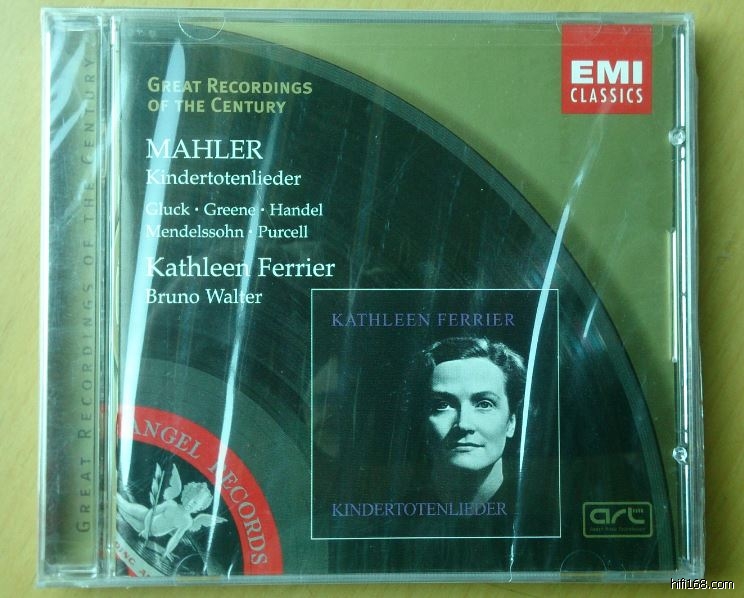 GREAT RECORDINGS OF THE CENTURY
GREAT RECORDINGS
OF THE CENTURY
EMI
CLASSICS
MAHLER
Kindertotenlieder
Gluck · Greene · Handel
Mendelssohn · Purcell
Kathleen Ferrier
Bruno Walter
KATHLEEN FERRIER
KINDERTOTENLIEDER
ANGEL RECORDS
art
hifi168.com